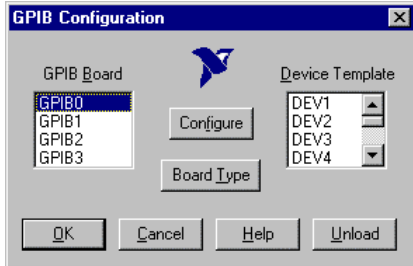 GPIB Configuration
GPIB Board
Device Template
GPIB0
GPIB1
GPIB2
GPIB3
Configure
Board Type
DEV1
DEV2
DEV3
DEV4
OK
Cancel
Help
Unload